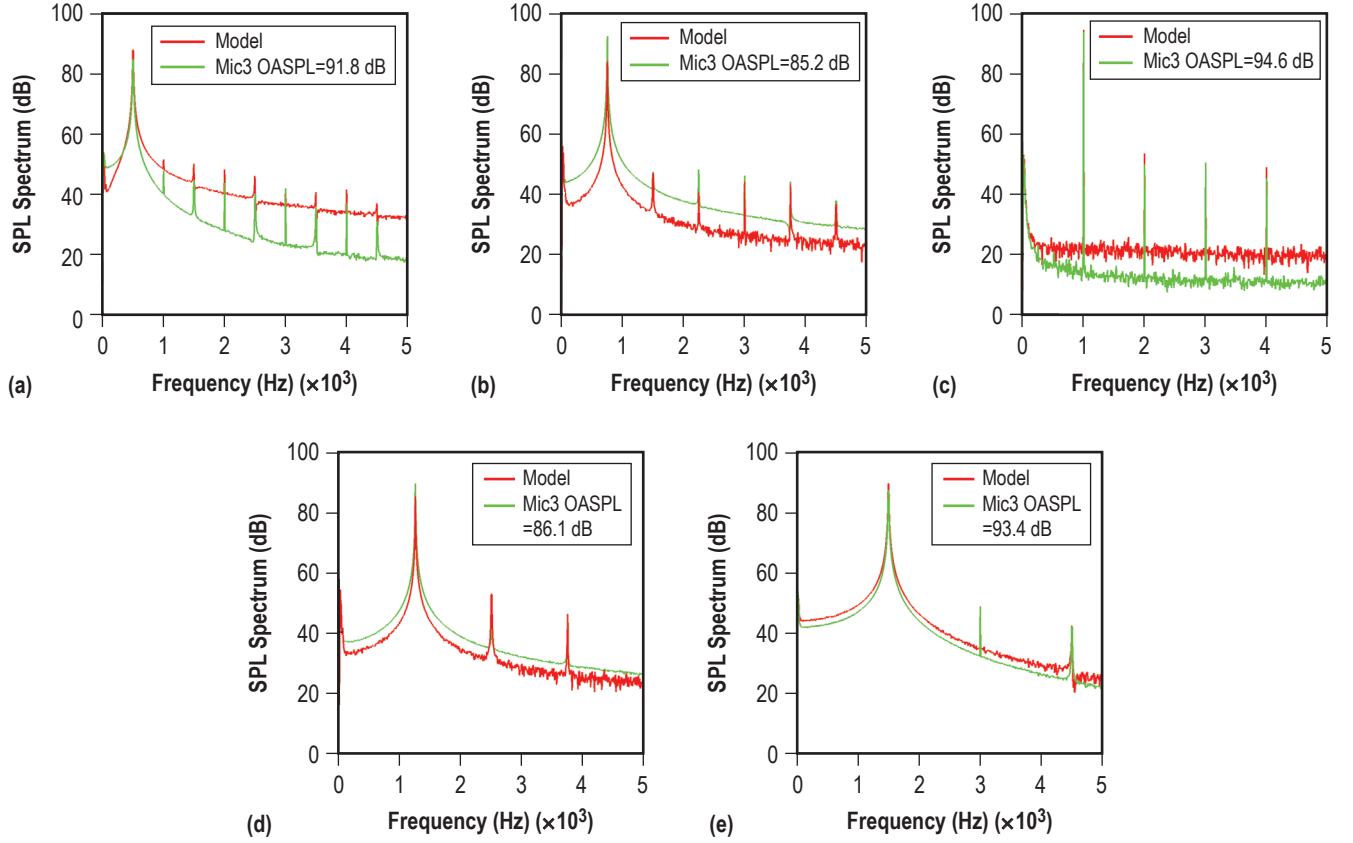 100
80
60
40
20
0
SPL Spectrum (dB)
Model
Mic3 OASPL=91.8 dB
0 1 2 3 4 5
Frequency (Hz) (×10³)
(a)
100
80
60
40
20
0
SPL Spectrum (dB)
Model
Mic3 OASPL=85.2 dB
0 1 2 3 4 5
Frequency (Hz) (×10³)
(b)
100
80
60
40
20
0
SPL Spectrum (dB)
Model
Mic3 OASPL=94.6 dB
0 1 2 3 4 5
Frequency (Hz) (×10³)
(c)
100
80
60
40
20
0
SPL Spectrum (dB)
Model
Mic3 OASPL
=86.1 dB
0 1 2 3 4 5
Frequency (Hz) (×10³)
(d)
100
80
60
40
20
0
SPL Spectrum (dB)
Model
Mic3 OASPL
=93.4 dB
0 1 2 3 4 5
Frequency (Hz) (×10³)
(e)